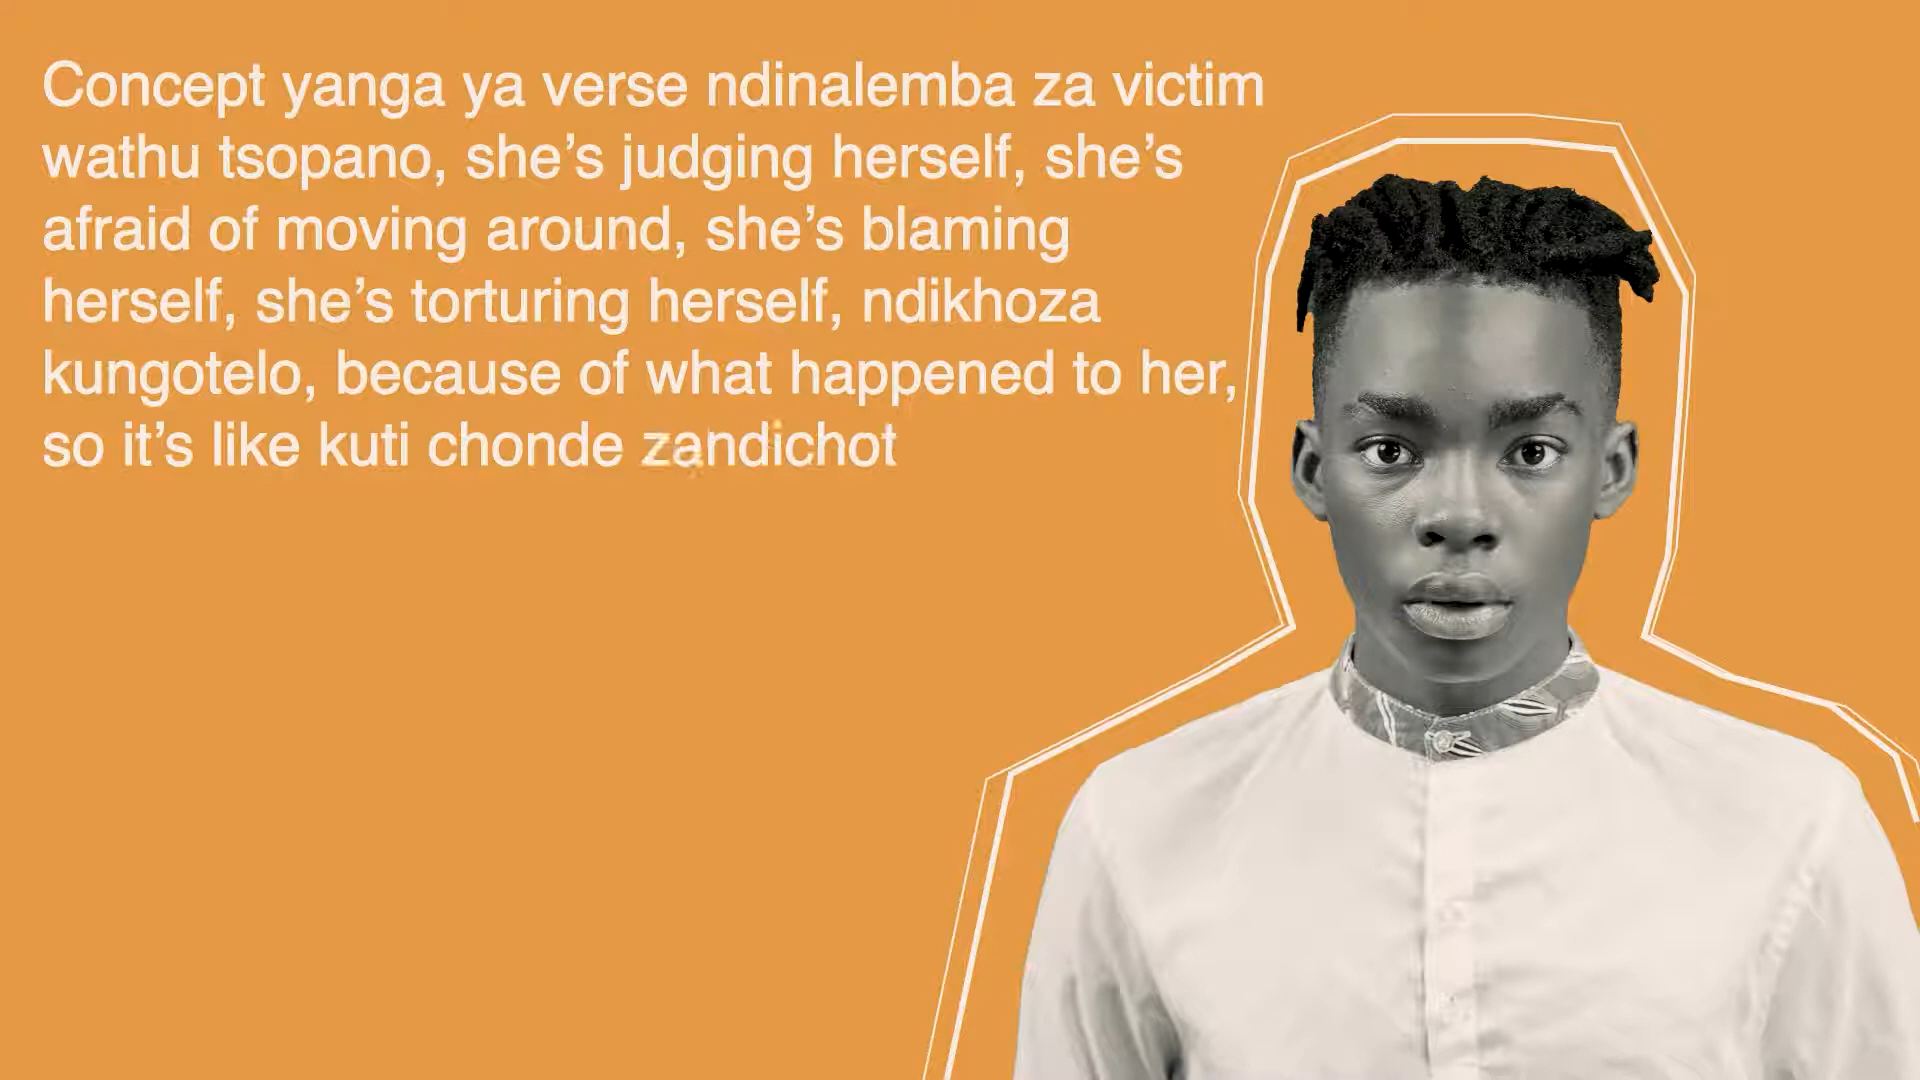 Concept yanga ya verse ndinalemba za victim
wathu tsopano, she’s judging herself, she’s
afraid of moving around, she’s blaming
herself, she’s torturing herself, ndikhoza
kungotelo, because of what happened to her,
so it’s like kuti chonde zandichot